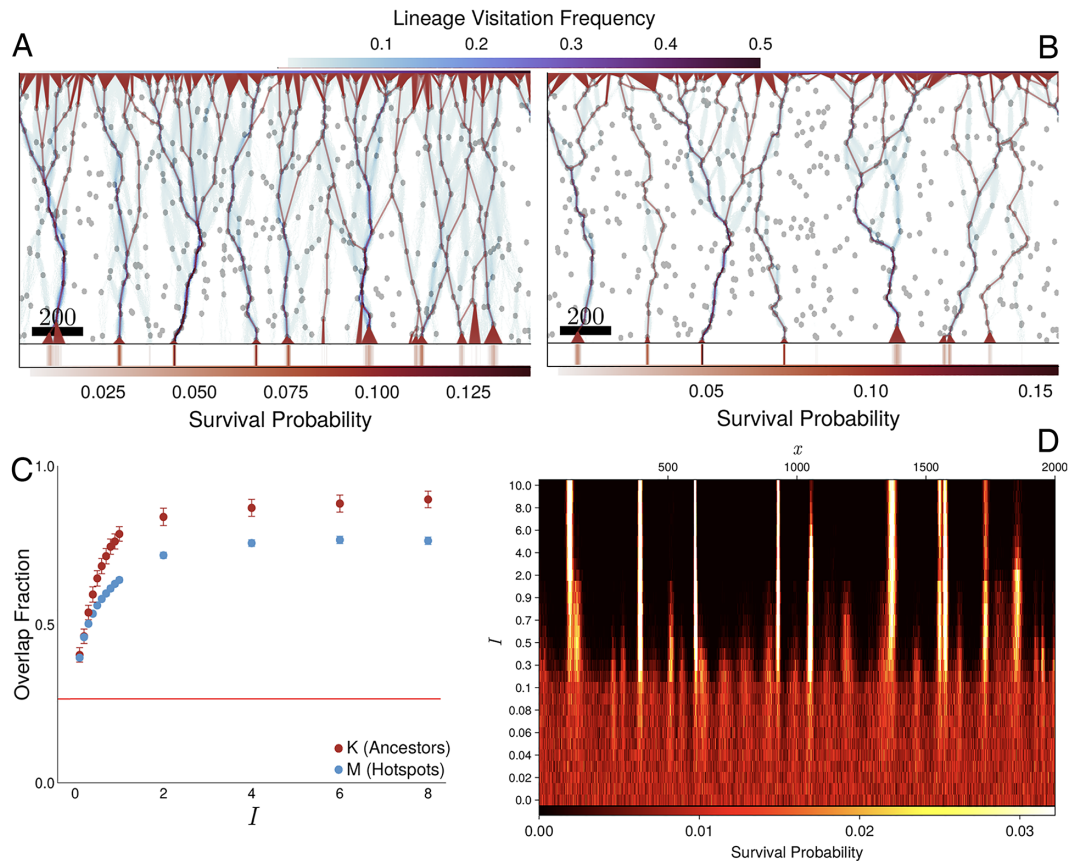 Lineage Visitation Frequency
A
0.1 0.2 0.3 0.4 0.5
B
200
200
0.025 0.050 0.075 0.100 0.125
Survival Probability
0.05 0.10 0.15
Survival Probability
C
1.0
0.5
0.0
Overlap Fraction
K (Ancestors)
M (Hotspots)
0 2 4 6 8
I
D
x
500 1000 1500 2000
10.0
8.0
6.0
4.0
2.0
0.9
0.7
0.5
0.3
0.1
0.08
0.06
0.04
0.02
0.0
I
0.00 0.01 0.02 0.03
Survival Probability